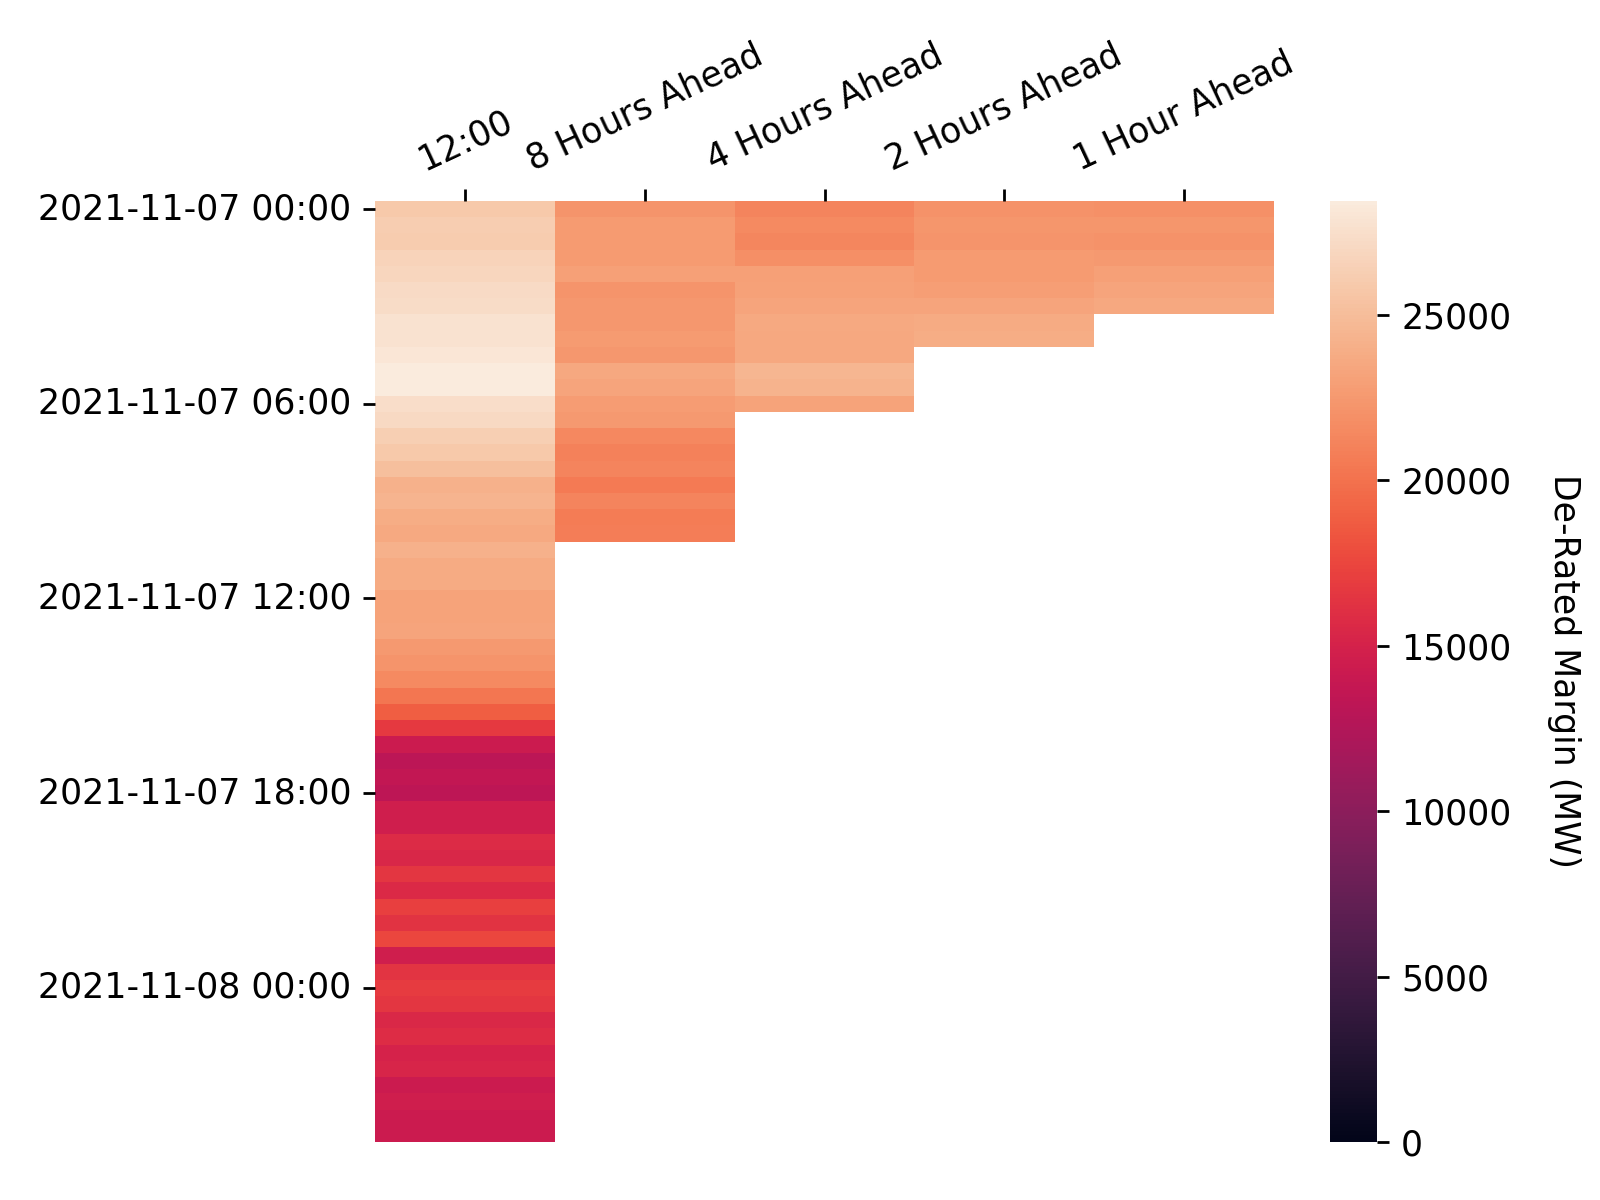 12:00
8 Hours Ahead
4 Hours Ahead
2 Hours Ahead
1 Hour Ahead
2021-11-07 00:00
2021-11-07 06:00
2021-11-07 12:00
2021-11-07 18:00
2021-11-08 00:00
25000
20000
15000
10000
5000
0
De-Rated Margin (MW)